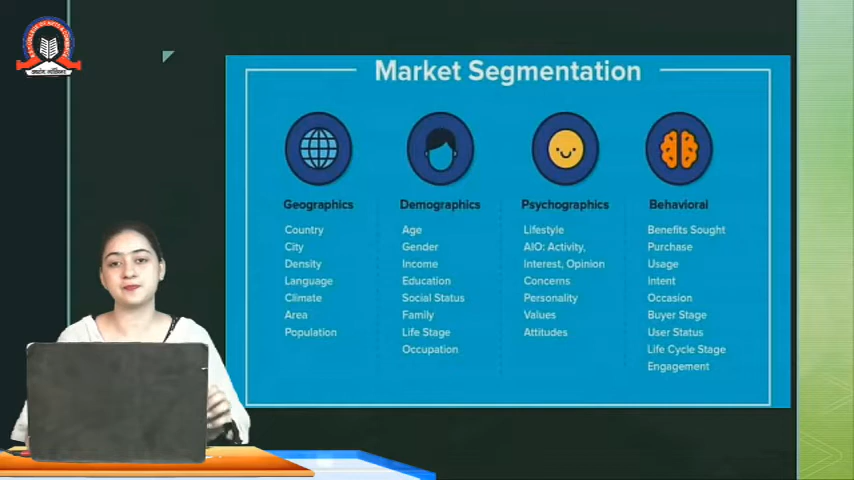 Market Segmentation
Geographics
Country
City
Density
Language
Climate
Area
Population
Demographics
Age
Gender
Income
Education
Social Status
Family
Life Stage
Occupation
Psychographics
Lifestyle
AIO: Activity,
Interest, Opinion
Concerns
Personality
Values
Attitudes
Behavioral
Benefits Sought
Purchase
Usage
Intent
Occasion
Buyer Stage
User Status
Life Cycle Stage
Engagement